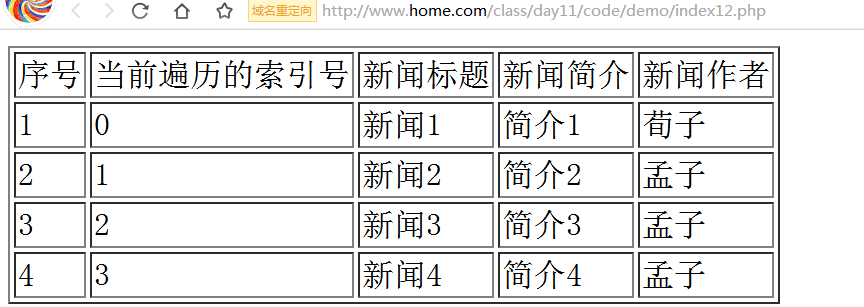 域名重定向 http://www.home.com/class/day11/code/demo/index12.php
序号 当前遍历的索引号 新闻标题 新闻简介 新闻作者
1 0 新闻1 简介1 荀子
2 1 新闻2 简介2 孟子
3 2 新闻3 简介3 孟子
4 3 新闻4 简介4 孟子